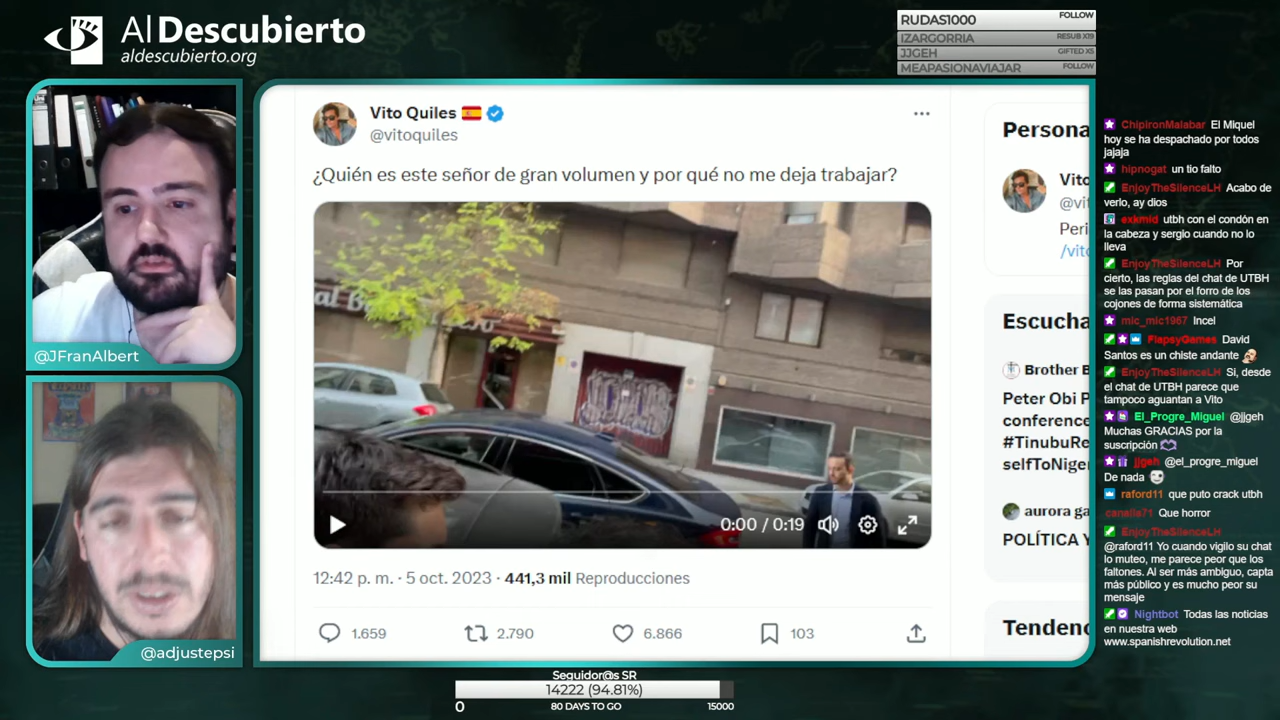 Al Descubierto
aldescubierto.org
RUDAS1000 FOLLOW
IZARGORRIA RESUB X19
JJGEH GIFTED X5
MEAPASIONAVIAJAR FOLLOW
@JFranAlbert
@adjustepsi
Vito Quiles
@vitoquiles
¿Quién es este señor de gran volumen y por qué no me deja trabajar?
0:00 / 0:19
12:42 p. m. · 5 oct. 2023 · 441,3 mil Reproducciones
1.659
2.790
6.866
103
Persona
Vito
@vi
Peri
/vit
Escucha
Brother B
Peter Obi P
conference
#TinubuRe
selfToNiger
aurora ga
POLÍTICA Y
Tendenc
ChipironMalabar El Miquel
hoy se ha despachado por todos
jajaja
hipnogat un tio falto
EnjoyTheSilenceLH Acabo de
verlo, ay dios
exkmid utbh con el condón en
la cabeza y sergio cuando no lo
lleva
EnjoyTheSilenceLH Por
cierto, las reglas del chat de UTBH
se las pasan por el forro de los
cojones de forma sistemática
mic_mic1967 Incel
FlapsyGames David
Santos es un chiste andante
EnjoyTheSilenceLH Si, desde
el chat de UTBH parece que
tampoco aguantan a Vito
El_Progre_Miguel @jjgeh
Muchas GRACIAS por la
suscripción
jjgeh @el_progre_miguel
De nada
raford11 que puto crack utbh
canalla71 Que horror
EnjoyTheSilenceLH
@raford11 Yo cuando vigilo su chat
lo muteo, me parece peor que los
faltones. Al ser más ambiguo, capta
más público y es mucho peor su
mensaje
Nightbot Todas las noticias
en nuestra web
www.spanishrevolution.net
Seguidor@s SR
14222 (94.81%)
0 80 DAYS TO GO 15000